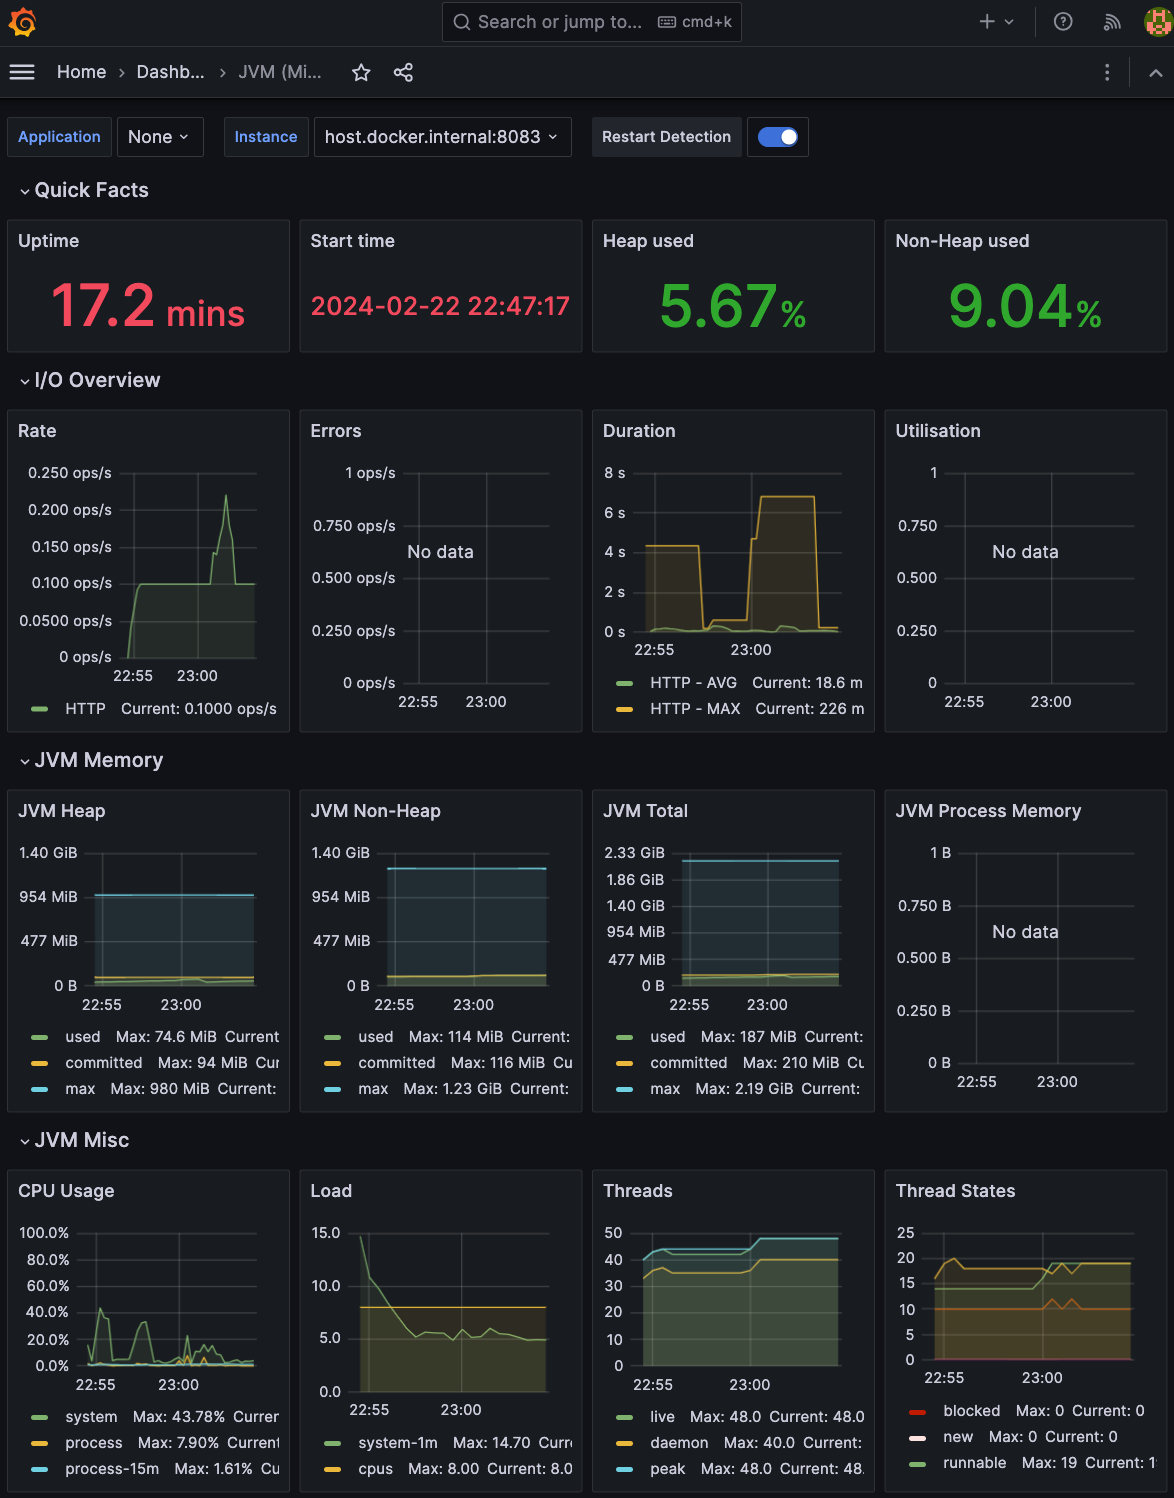 Search or jump to... cmd+k
Home Dashb... JVM (Mi...
Application None Instance host.docker.internal:8083 Restart Detection
Quick Facts
Uptime
17.2 mins
Start time
2024-02-22 22:47:17
Heap used
5.67%
Non-Heap used
9.04%
I/O Overview
Rate
0.250 ops/s
0.200 ops/s
0.150 ops/s
0.100 ops/s
0.0500 ops/s
0 ops/s
22:55 23:00
HTTP Current: 0.1000 ops/s
Errors
1 ops/s
0.750 ops/s
No data
0.500 ops/s
0.250 ops/s
0 ops/s
22:55 23:00
Duration
8 s
6 s
4 s
2 s
0 s
22:55 23:00
HTTP - AVG Current: 18.6 m
HTTP - MAX Current: 226 m
Utilisation
1
0.750
No data
0.500
0.250
0
22:55 23:00
JVM Memory
JVM Heap
1.40 GiB
954 MiB
477 MiB
0 B
22:55 23:00
used Max: 74.6 MiB Current
committed Max: 94 MiB Cur
max Max: 980 MiB Current:
JVM Non-Heap
1.40 GiB
954 MiB
477 MiB
0 B
22:55 23:00
used Max: 114 MiB Current:
committed Max: 116 MiB Cu
max Max: 1.23 GiB Current:
JVM Total
2.33 GiB
1.86 GiB
1.40 GiB
954 MiB
477 MiB
0 B
22:55 23:00
used Max: 187 MiB Current:
committed Max: 210 MiB Cu
max Max: 2.19 GiB Current:
JVM Process Memory
1 B
0.750 B
No data
0.500 B
0.250 B
0 B
22:55 23:00
JVM Misc
CPU Usage
100.0%
80.0%
60.0%
40.0%
20.0%
0.0%
22:55 23:00
system Max: 43.78% Curren
process Max: 7.90% Current
process-15m Max: 1.61% Cu
Load
15.0
10.0
5.0
0.0
22:55 23:00
system-1m Max: 14.70 Curr
cpus Max: 8.00 Current: 8.0
Threads
50
40
30
20
10
0
22:55 23:00
live Max: 48.0 Current: 48.0
daemon Max: 40.0 Current:
peak Max: 48.0 Current: 48.
Thread States
25
20
15
10
5
0
22:55 23:00
blocked Max: 0 Current: 0
new Max: 0 Current: 0
runnable Max: 19 Current: 1